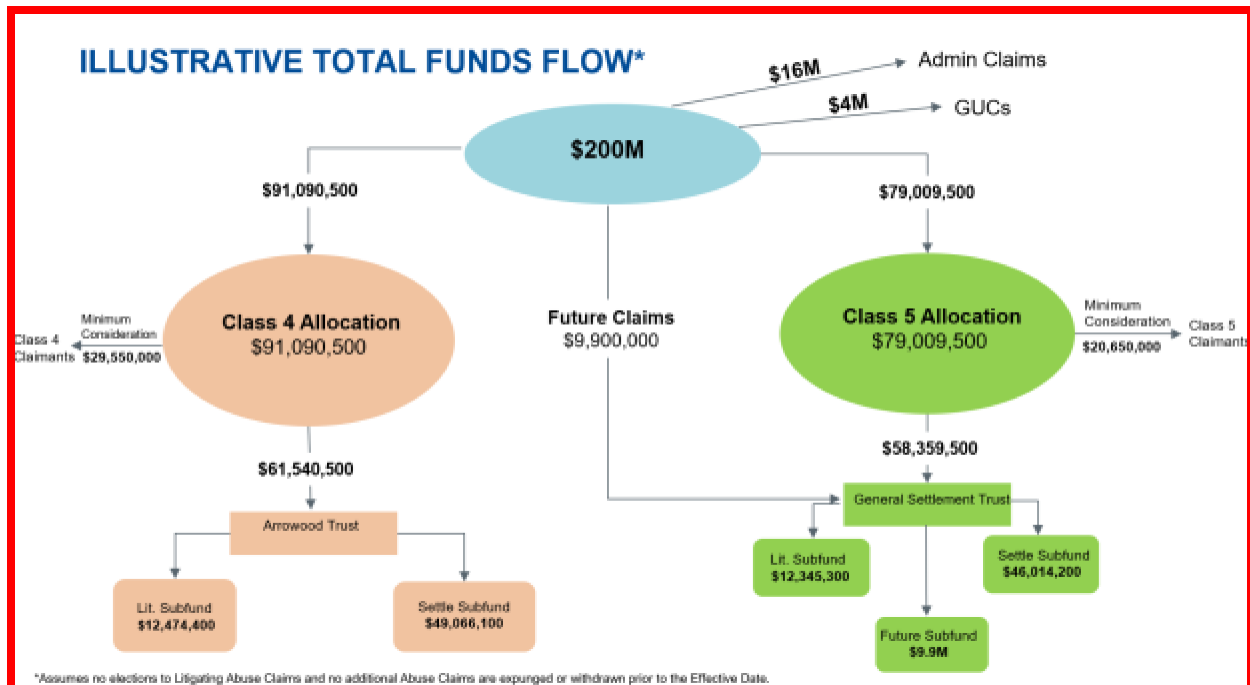 ILLUSTRATIVE TOTAL FUNDS FLOW*
$16M
Admin Claims
$4M
GUCs
$200M
$91,090,500
$79,009,500
Class 4 Allocation
$91,090,500
Minimum
Consideration
$29,550,000
Class 4
Claimants
Future Claims
$9,900,000
Class 5 Allocation
$79,009,500
Minimum
Consideration
$20,650,000
Class 5
Claimants
$61,540,500
$58,359,500
Arrowood Trust
General Settlement Trust
Lit. Subfund
$12,474,400
Settle Subfund
$49,066,100
Lit. Subfund
$12,345,300
Settle Subfund
$46,014,200
Future Subfund
$9.9M
*Assumes no elections to Litigating Abuse Claims and no additional Abuse Claims are expunged or withdrawn prior to the Effective Date.